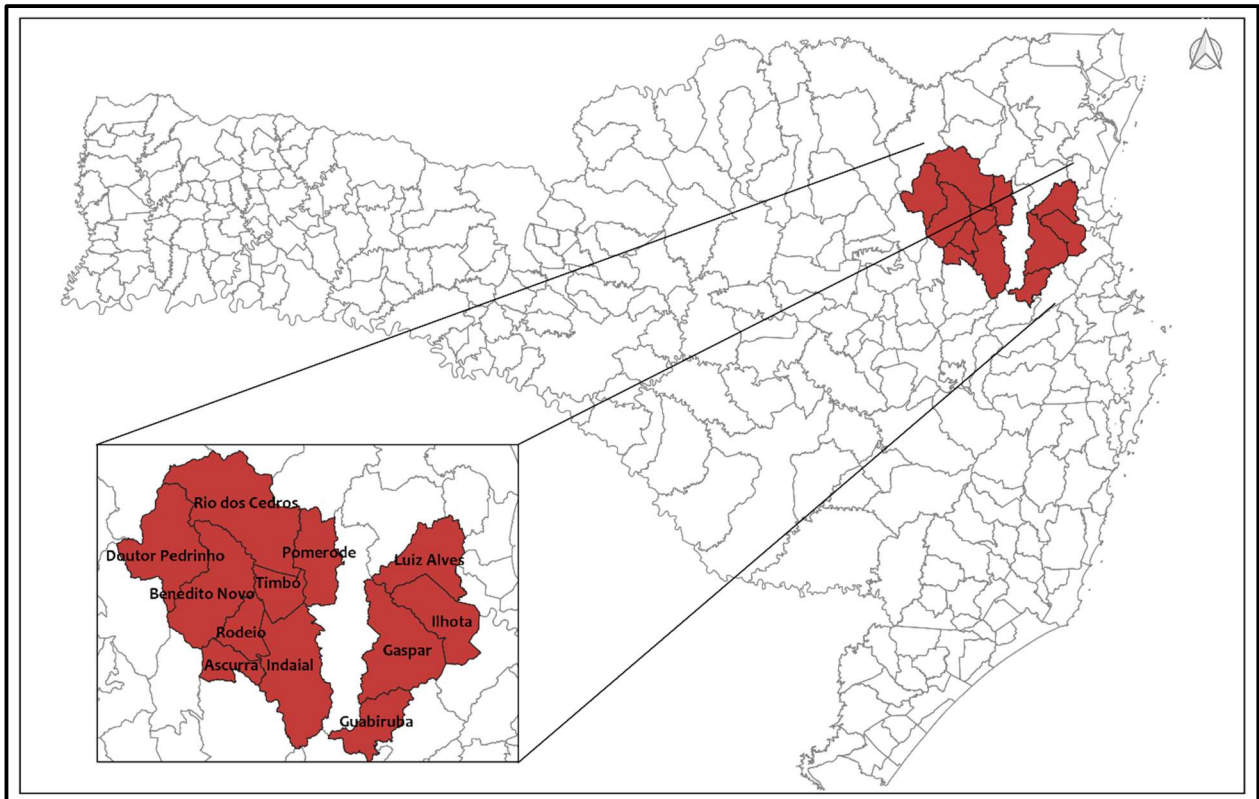 Rio dos Cedros
Doutor Pedrinho
Pomerode
Luiz Alves
Timbó
Benedito Novo
Ilhota
Rodeio
Gaspar
Ascurra
Indaial
Guabiruba